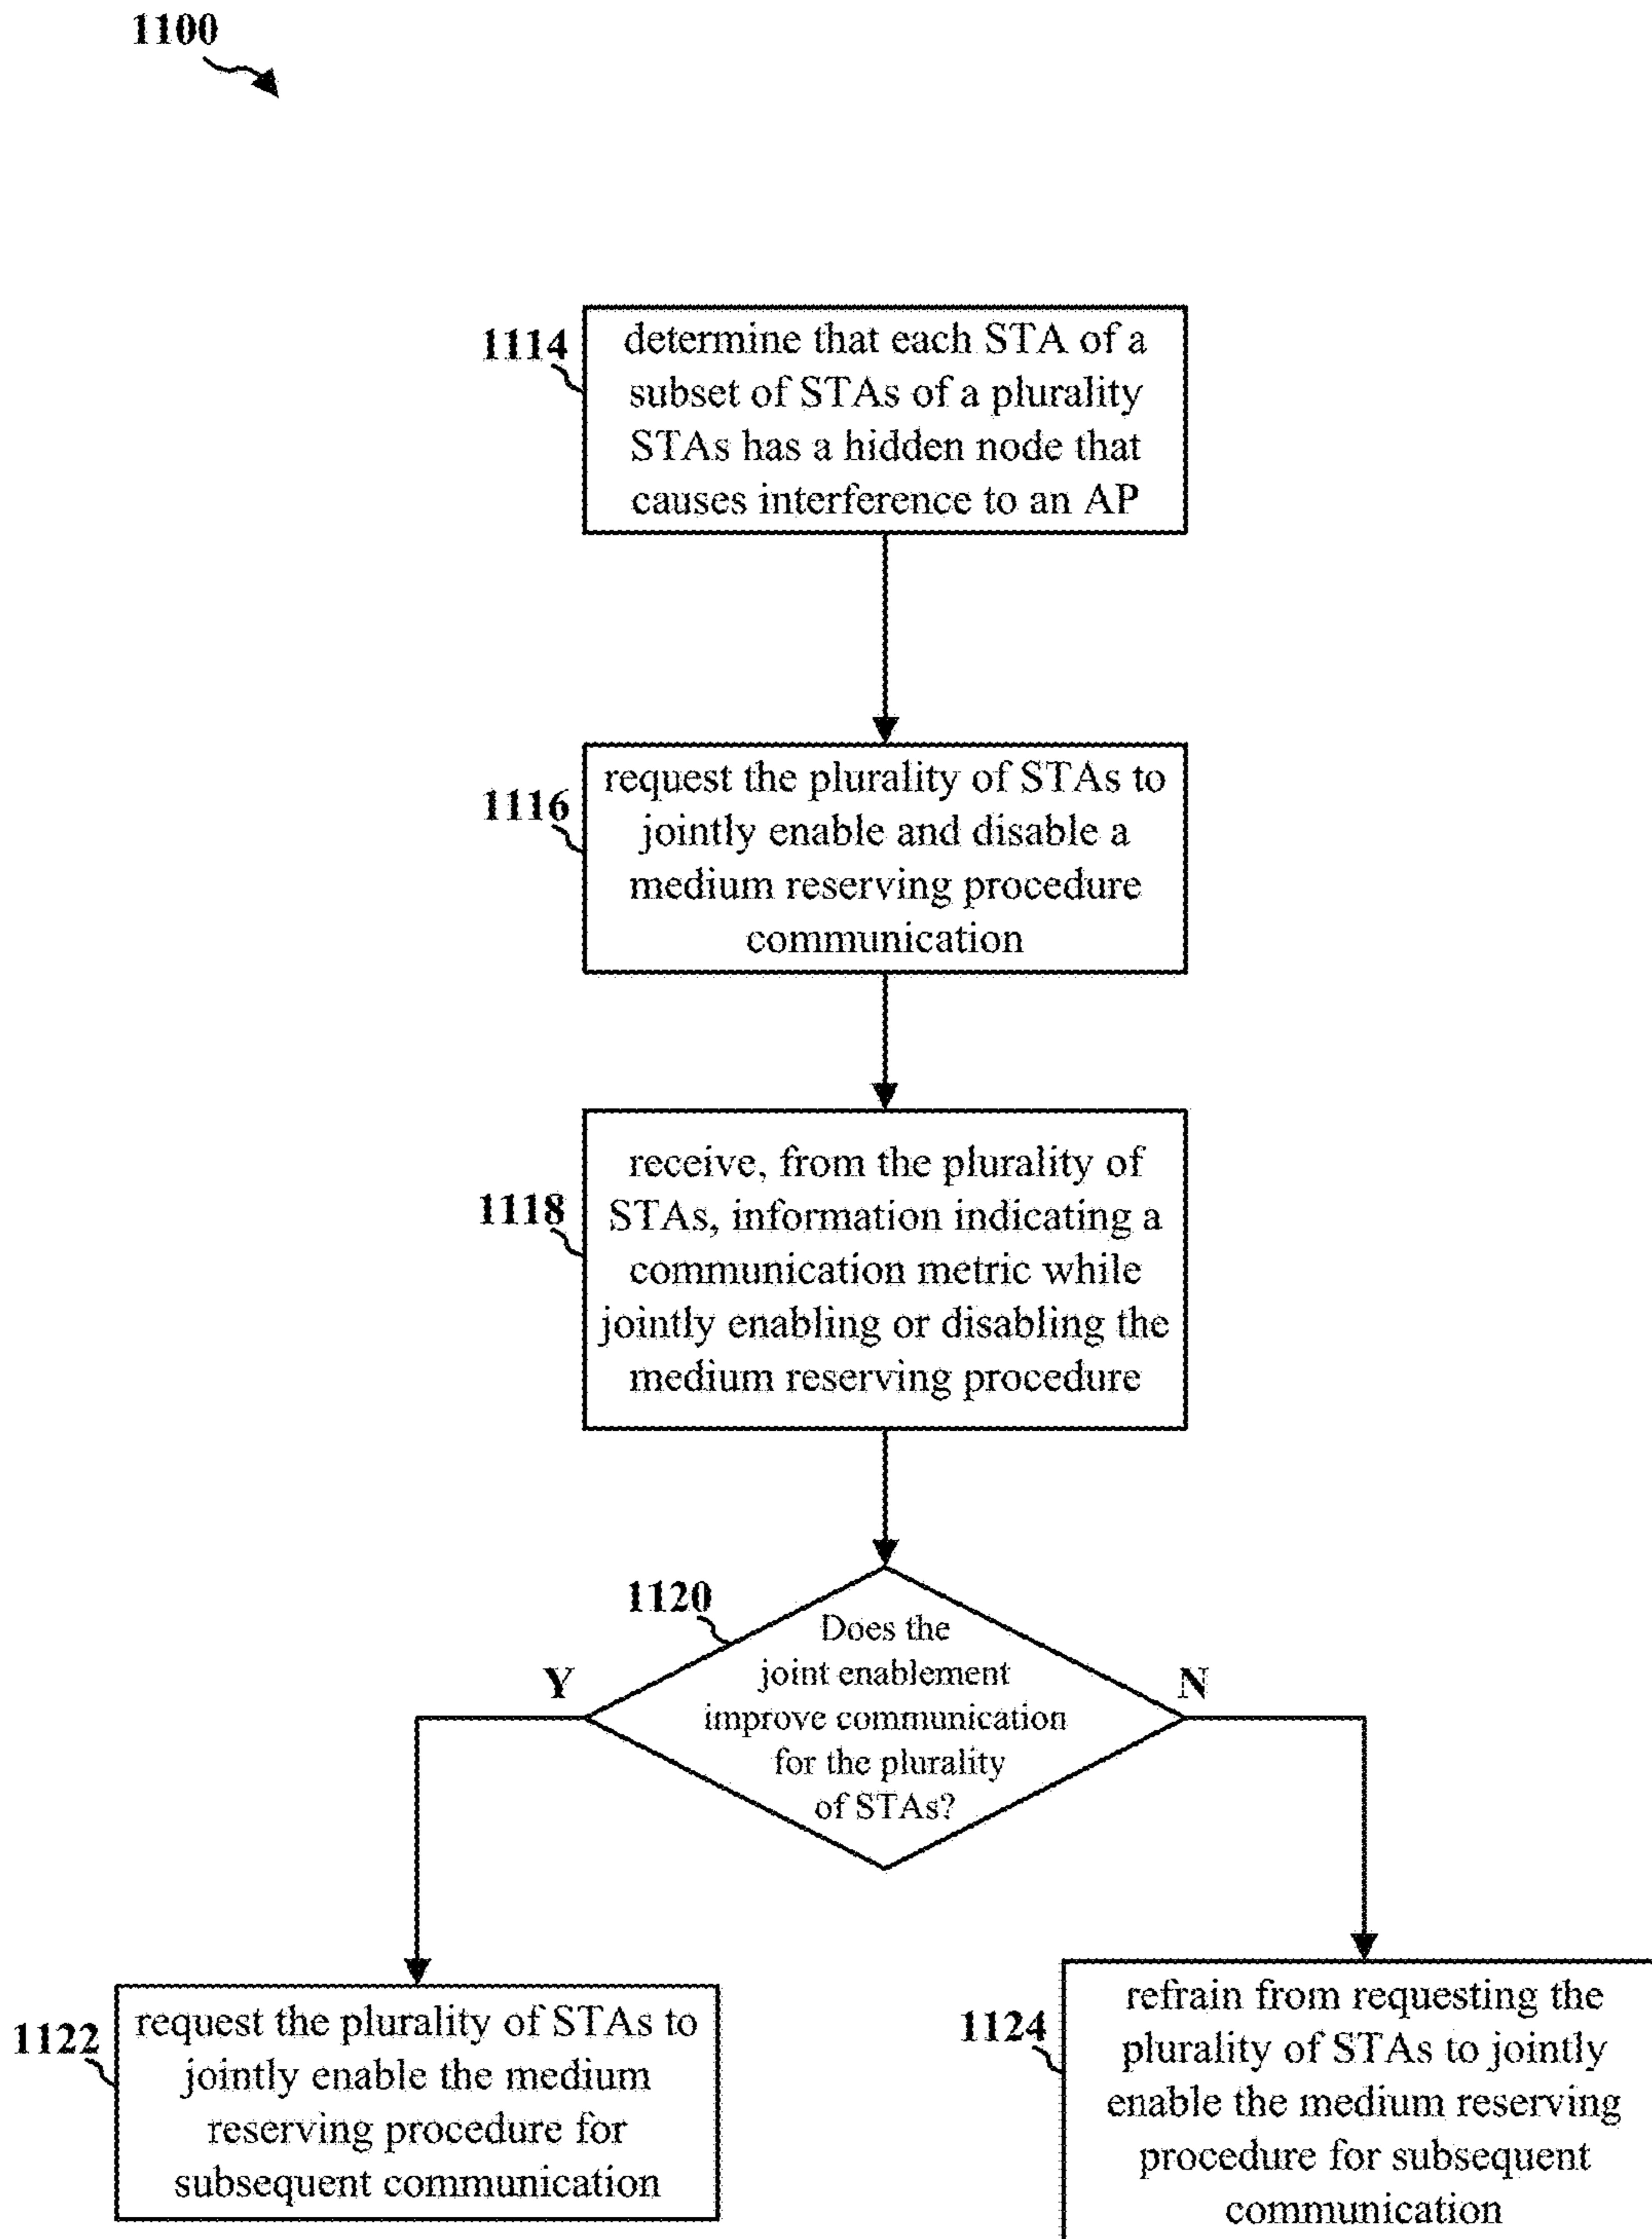 1100
1114
determine that each STA of a
subset of STAs of a plurality
STAs has a hidden node that
causes interference to an AP
1116
request the plurality of STAs to
jointly enable and disable a
medium reserving procedure
communication
1118
receive, from the plurality of
STAs, information indicating a
communication metric while
jointly enabling or disabling the
medium reserving procedure
1120
Does the
joint enablement
improve communication
for the plurality
of STAs?
Y
N
1122
request the plurality of STAs to
jointly enable the medium
reserving procedure for
subsequent communication
1124
refrain from requesting the
plurality of STAs to jointly
enable the medium reserving
procedure for subsequent
communication